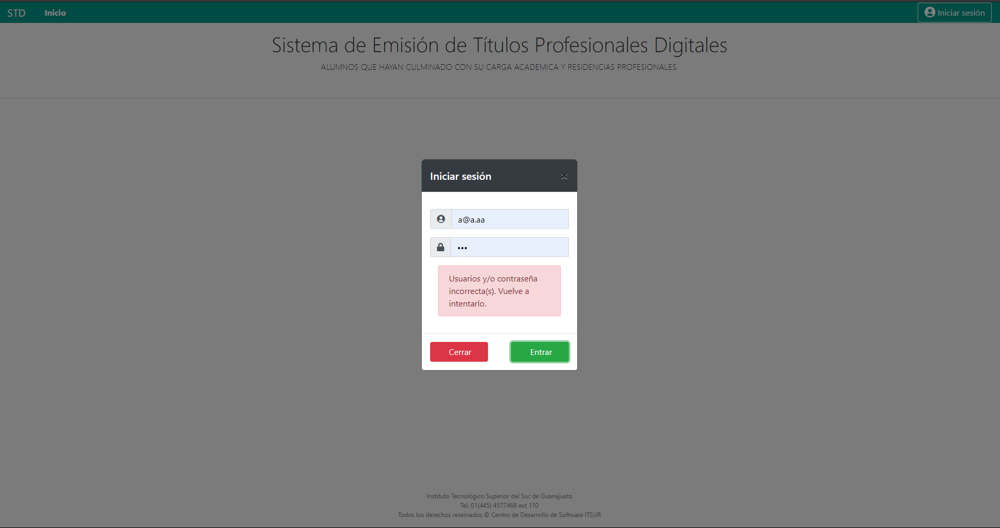 STD Inicio Iniciar sesión
Sistema de Emisión de Títulos Profesionales Digitales
ALUMNOS QUE HAYAN CULMINADO CON SU CARGA ACADEMICA Y RESIDENCIAS PROFESIONALES.
Iniciar sesión ×
a@a.aa
•••
Usuarios y/o contraseña
incorrecta(s). Vuelve a
intentarlo.
Cerrar Entrar
Instituto Tecnológico Superior del Sur de Guanajuato
Tel. 01(445) 4577468 ext 110
Todos los derechos reservados © Centro de Desarrollo de Software ITSUR